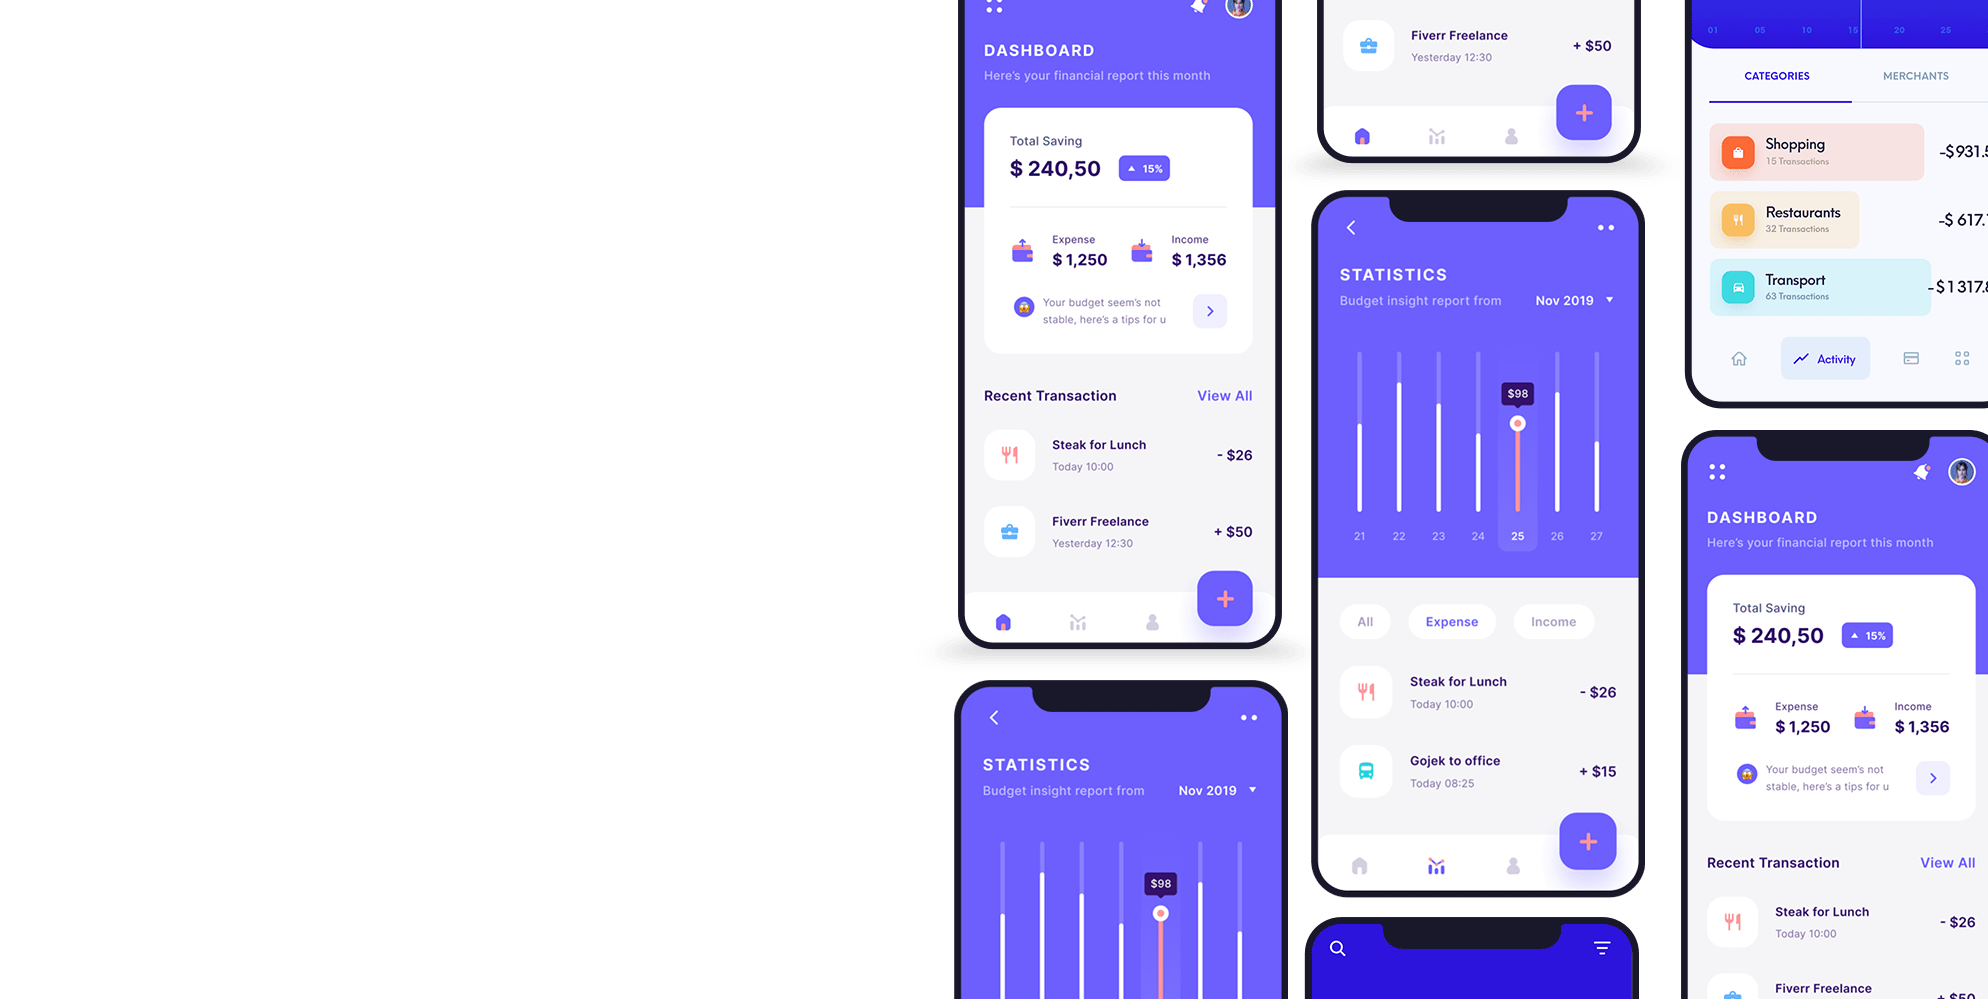 DASHBOARD
Here's your financial report this month
Total Saving
$ 240,50
15%
Expense
$ 1,250
Income
$ 1,356
Your budget seem's not
stable, here's a tips for u
Recent Transaction
View All
Steak for Lunch
Today 10:00
- $26
Fiverr Freelance
Yesterday 12:30
+ $50
STATISTICS
Budget insight report from
Nov 2019
$98
Fiverr Freelance
Yesterday 12:30
+ $50
STATISTICS
Budget insight report from
Nov 2019
$98
21 22 23 24 25 26 27
All
Expense
Income
Steak for Lunch
Today 10:00
- $26
Gojek to office
Today 08:25
+ $15
01 05 10 15 20 25
CATEGORIES
MERCHANTS
Shopping
15 Transactions
-$931.5
Restaurants
32 Transactions
-$ 617.
Transport
63 Transactions
-$1317.8
Activity
DASHBOARD
Here's your financial report this month
Total Saving
$ 240,50
15%
Expense
$ 1,250
Income
$ 1,356
Your budget seem's not
stable, here's a tips for u
Recent Transaction
View All
Steak for Lunch
Today 10:00
- $26
Fiverr Freelance
+ $50